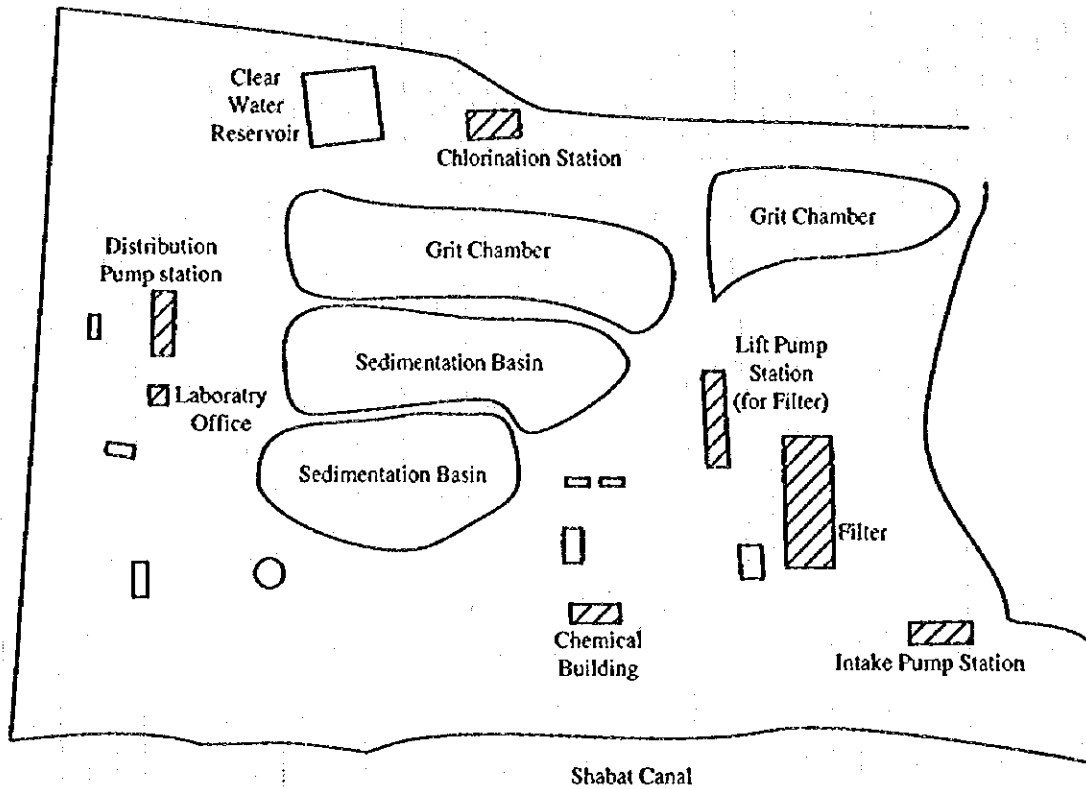 Clear
Water
Reservoir
Chlorination Station
Grit Chamber
Grit Chamber
Distribution
Pump station
Sedimentation Basin
Lift Pump
Station
(for Filter)
Laboratry
Office
Sedimentation Basin
Filter
Chemical
Building
Intake Pump Station
Shabat Canal